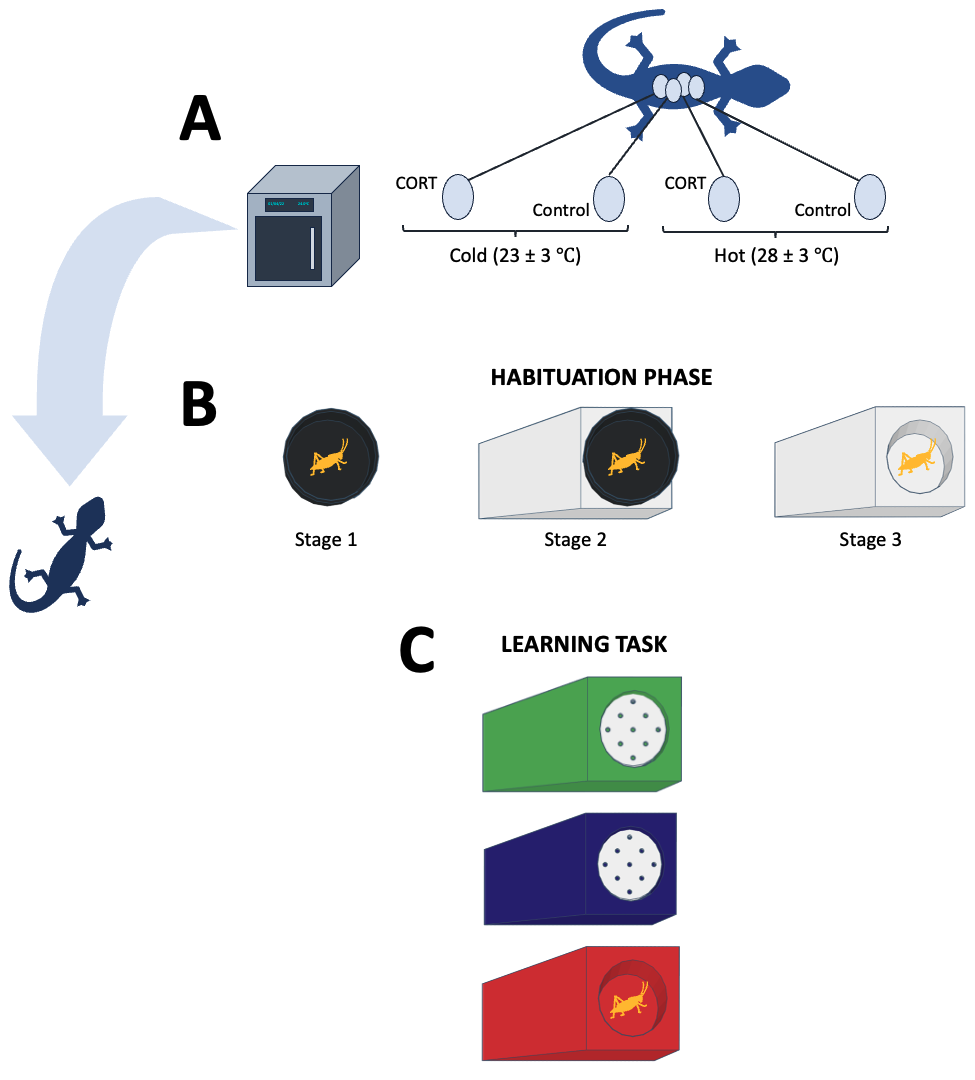 A
CORT
Control
CORT
Control
Cold (23 ± 3 ℃)
Hot (28 ± 3 ℃)
B
HABITUATION PHASE
Stage 1
Stage 2
Stage 3
C
LEARNING TASK